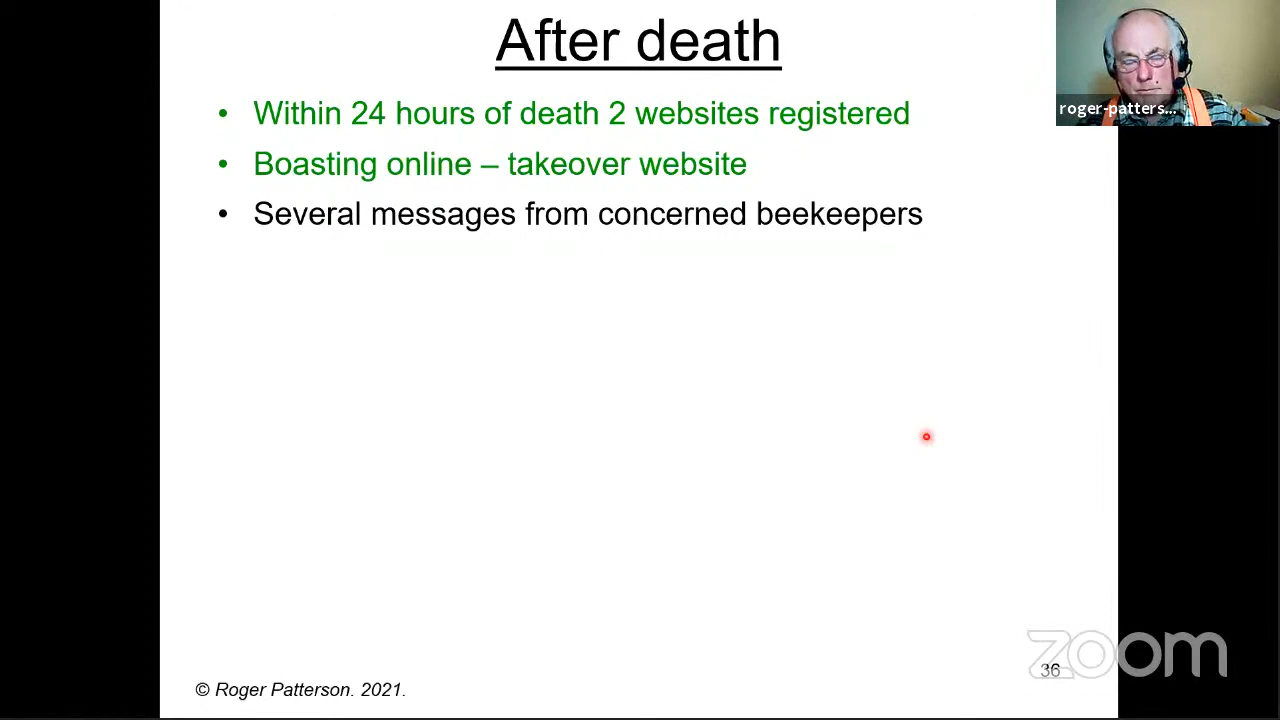 After death
roger-patters...
• Within 24 hours of death 2 websites registered
• Boasting online – takeover website
• Several messages from concerned beekeepers
zoom
36
© Roger Patterson. 2021.